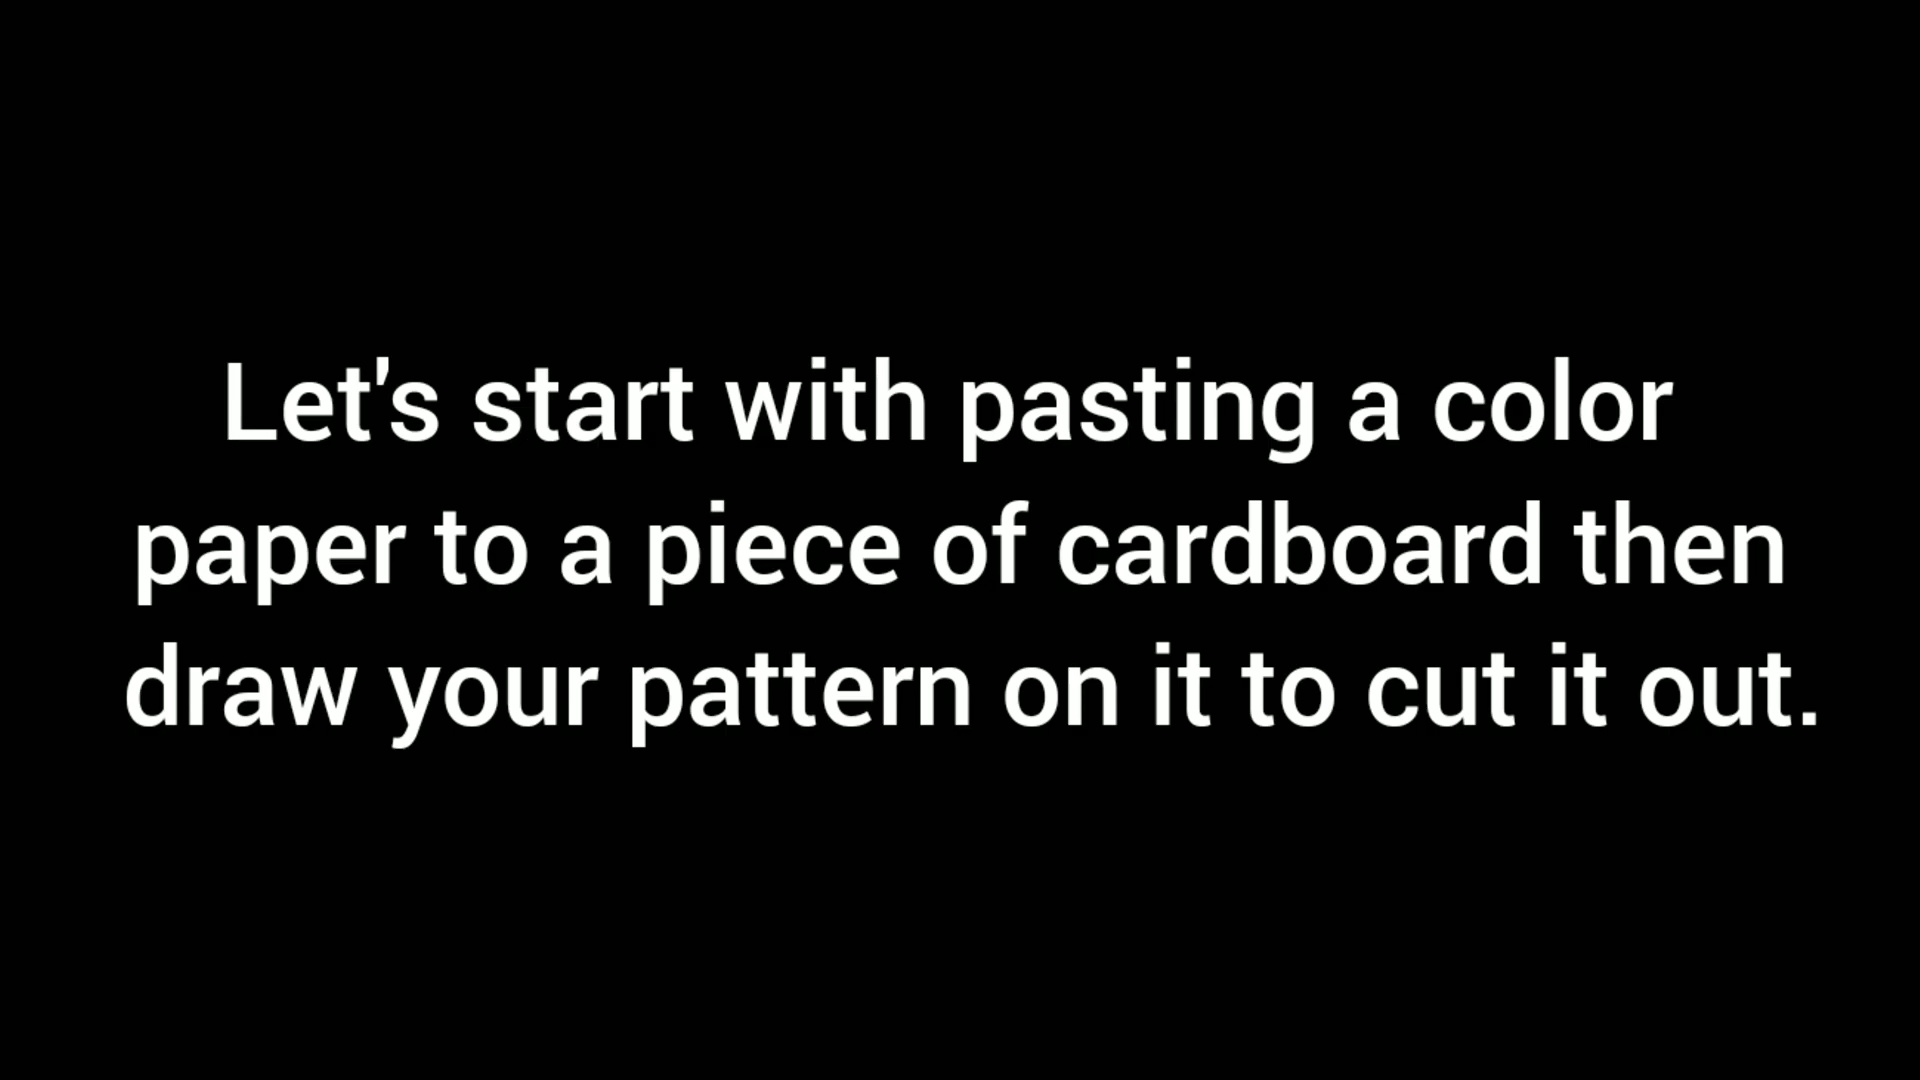 Let's start with pasting a color
paper to a piece of cardboard then
draw your pattern on it to cut it out.